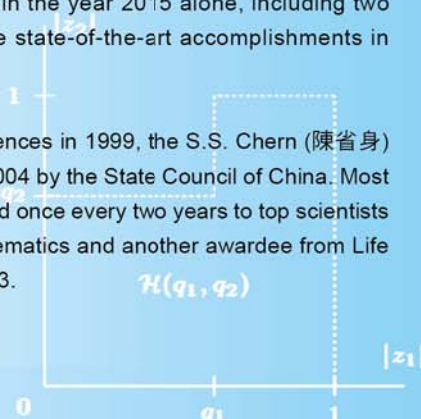 in the year 2015 alone, including two
|z₂|
e state-of-the-art accomplishments in
1
ences in 1999, the S.S. Chern (陳省身)
004 by the State Council of China. Most
q₂
d once every two years to top scientists
ematics and another awardee from Life
3.
ℋ(q₁, q₂)
|z₁|
0
q₁
1